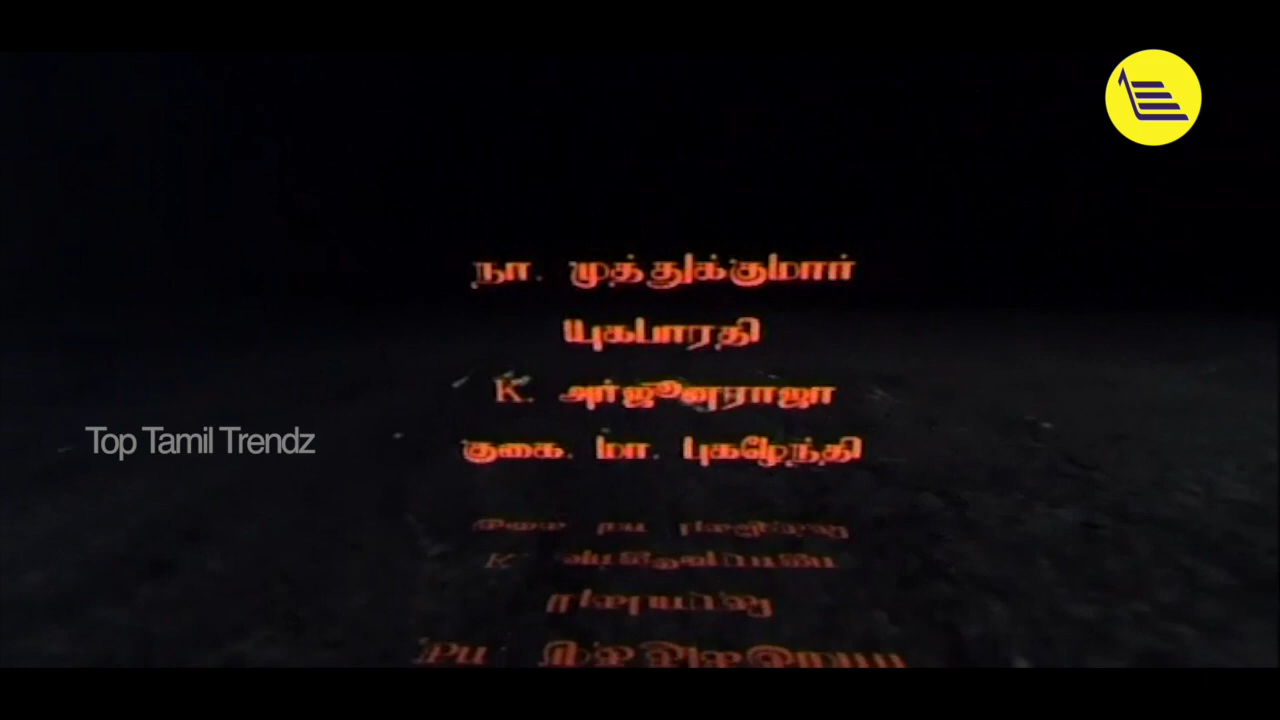 நா. முத்துக்குமார்
யுகபாரதி
K. அர்ஜூனராஜா
Top Tamil Trendz
குகை. மா. புகழேந்தி